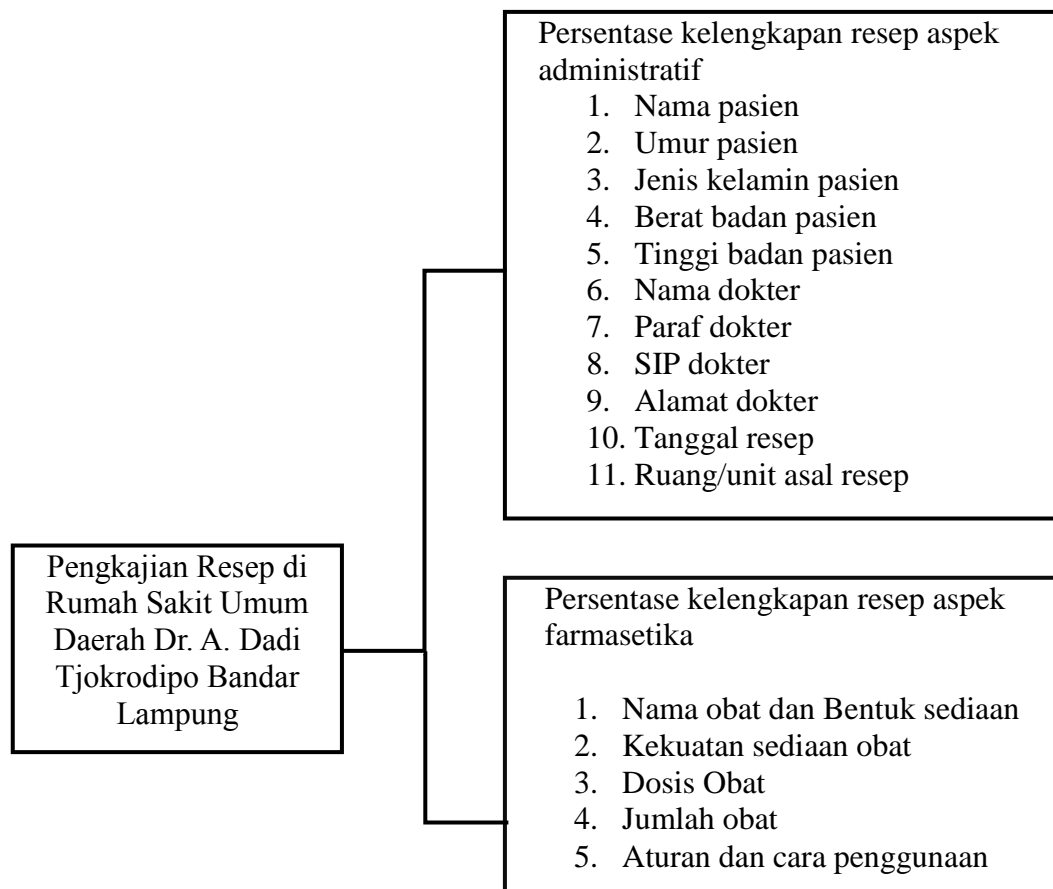 Persentase kelengkapan resep aspek
administratif
1. Nama pasien
2. Umur pasien
3. Jenis kelamin pasien
4. Berat badan pasien
5. Tinggi badan pasien
6. Nama dokter
7. Paraf dokter
8. SIP dokter
9. Alamat dokter
10. Tanggal resep
11. Ruang/unit asal resep
Pengkajian Resep di
Rumah Sakit Umum
Daerah Dr. A. Dadi
Tjokrodipo Bandar
Lampung
Persentase kelengkapan resep aspek
farmasetika
1. Nama obat dan Bentuk sediaan
2. Kekuatan sediaan obat
3. Dosis Obat
4. Jumlah obat
5. Aturan dan cara penggunaan